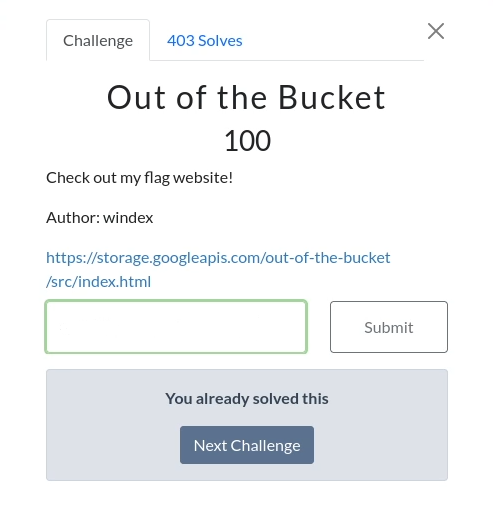 Challenge
403 Solves
Out of the Bucket
100
Check out my flag website!
Author: windex
https://storage.googleapis.com/out-of-the-bucket
/src/index.html
Submit
You already solved this
Next Challenge